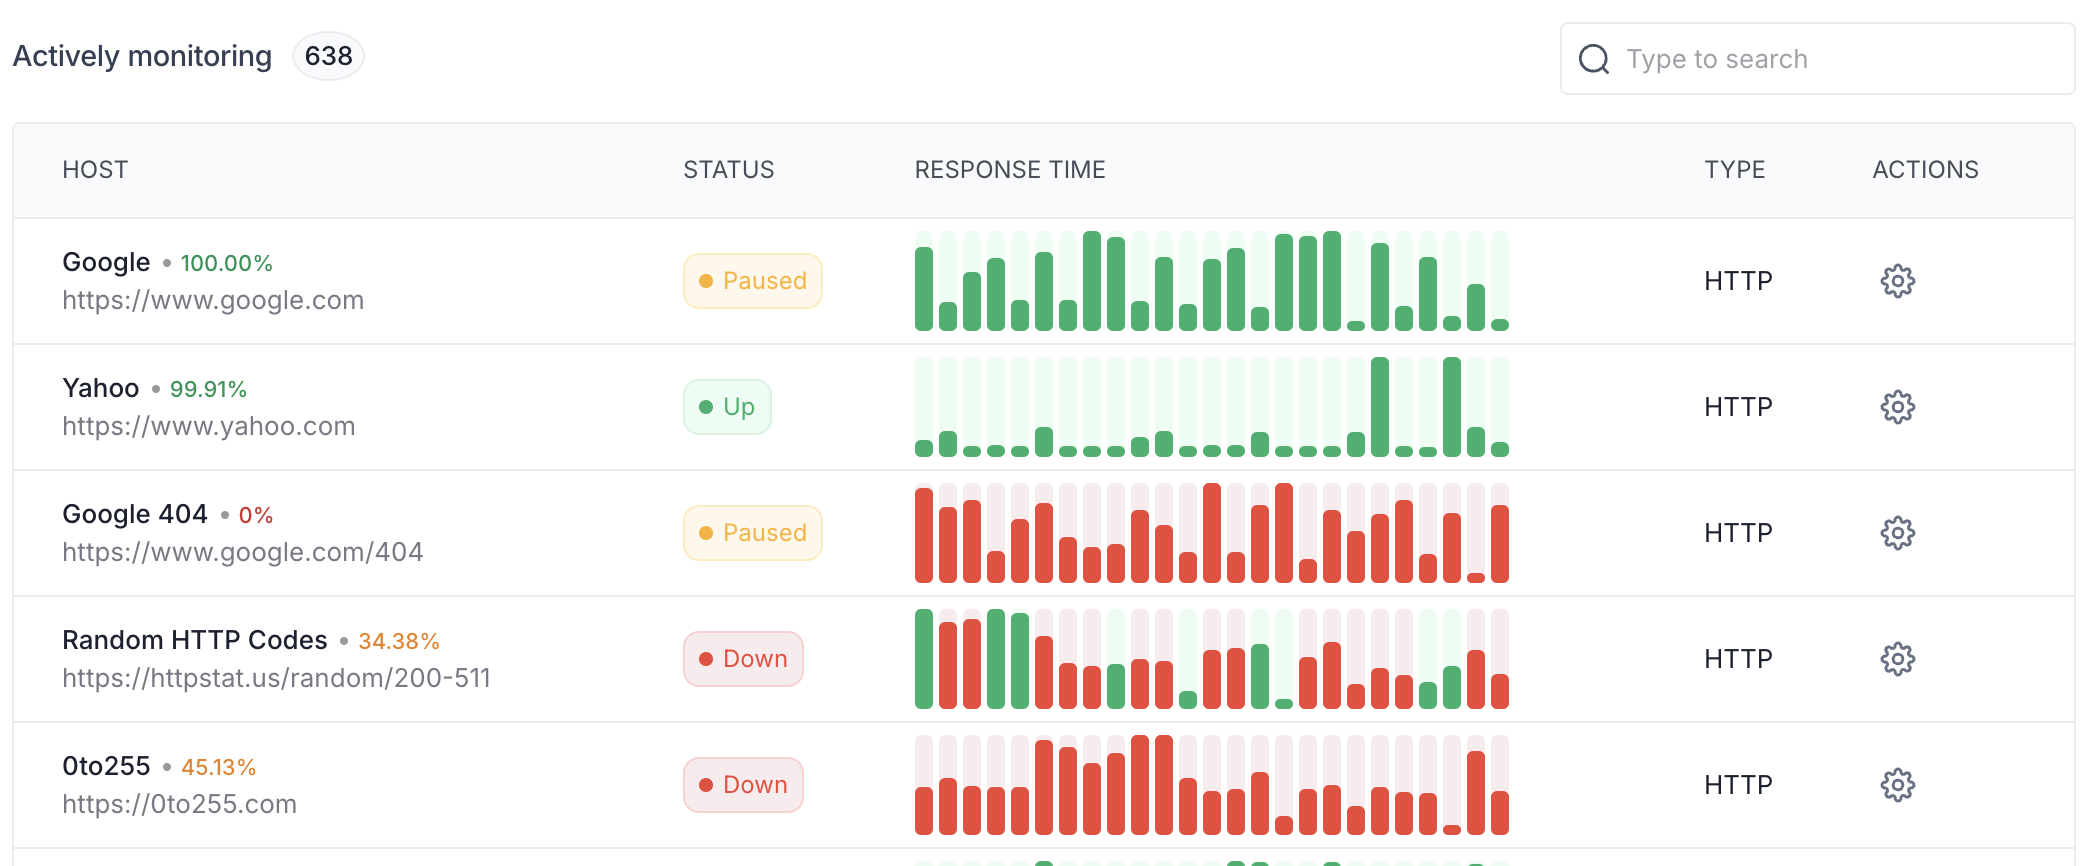 Actively monitoring 638
Type to search
HOST STATUS RESPONSE TIME TYPE ACTIONS
Google • 100.00%
https://www.google.com
Paused
HTTP
Yahoo • 99.91%
https://www.yahoo.com
Up
HTTP
Google 404 • 0%
https://www.google.com/404
Paused
HTTP
Random HTTP Codes • 34.38%
https://httpstat.us/random/200-511
Down
HTTP
0to255 • 45.13%
https://0to255.com
Down
HTTP